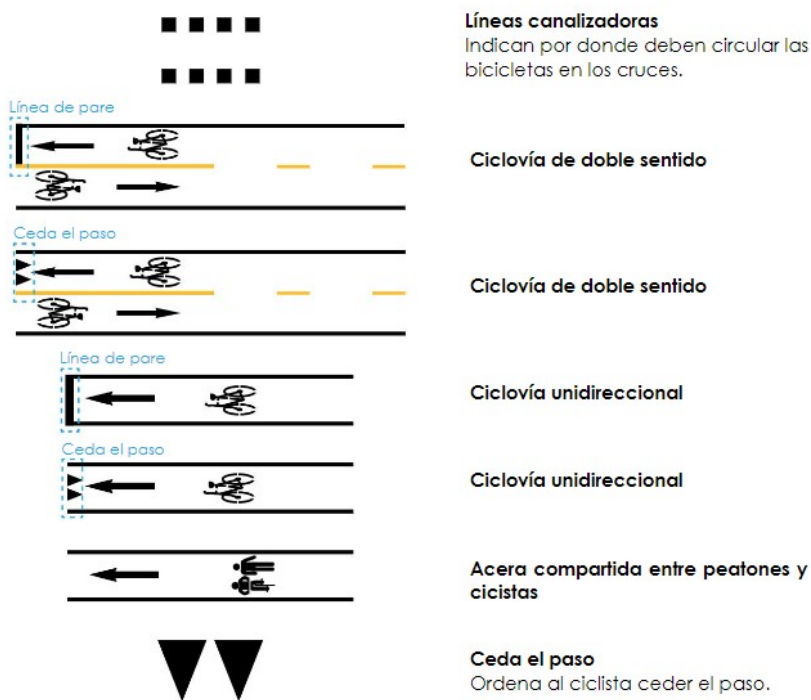 Líneas canalizadoras
Indican por donde deben circular las
bicicletas en los cruces.
Línea de pare
Ciclovía de doble sentido
Ceda el paso
Ciclovía de doble sentido
Línea de pare
Ciclovía unidireccional
Ceda el paso
Ciclovía unidireccional
Acera compartida entre peatones y
cicistas
Ceda el paso
Ordena al ciclista ceder el paso.